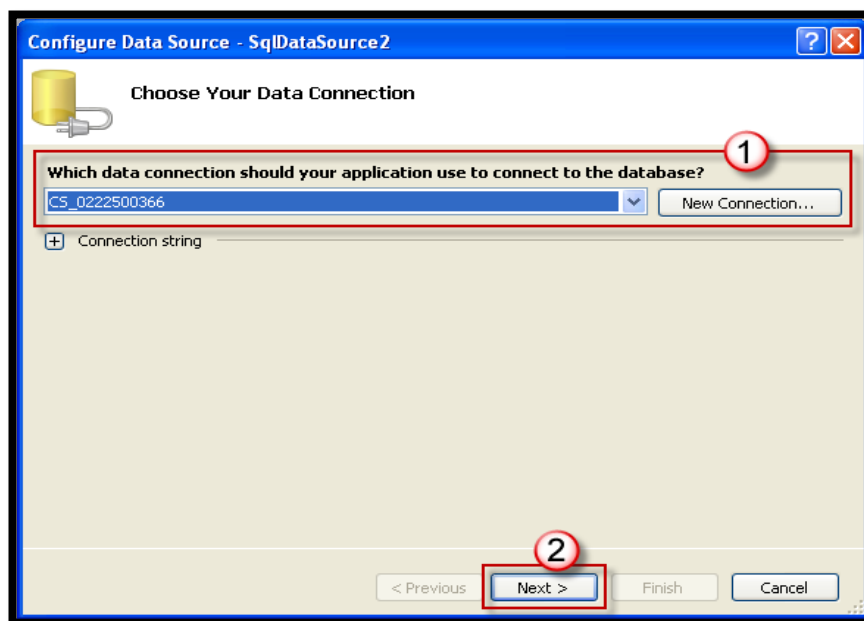 Configure Data Source - SqlDataSource2
Choose Your Data Connection
1
Which data connection should your application use to connect to the database?
CS_0222500366
New Connection...
Connection string
2
< Previous
Next >
Finish
Cancel